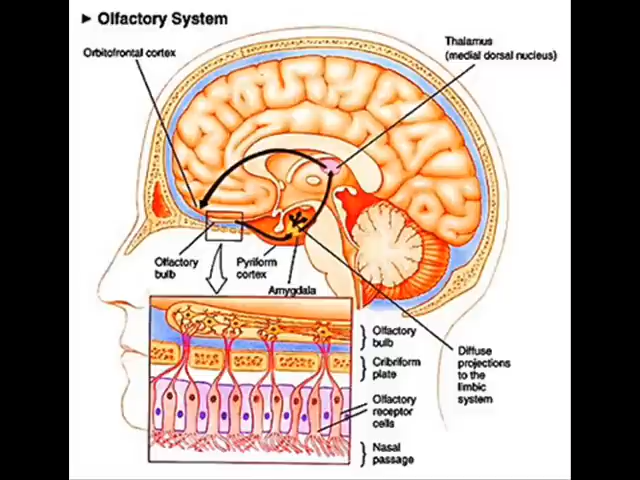 ► Olfactory System
Orbitofrontal cortex
Thalamus
(medial dorsal nucleus)
Olfactory
bulb
Pyriform
cortex
Amygdala
Olfactory
bulb
Cribriform
plate
Diffuse
projections
to the
limbic
system
Olfactory
receptor
cells
Nasal
passage